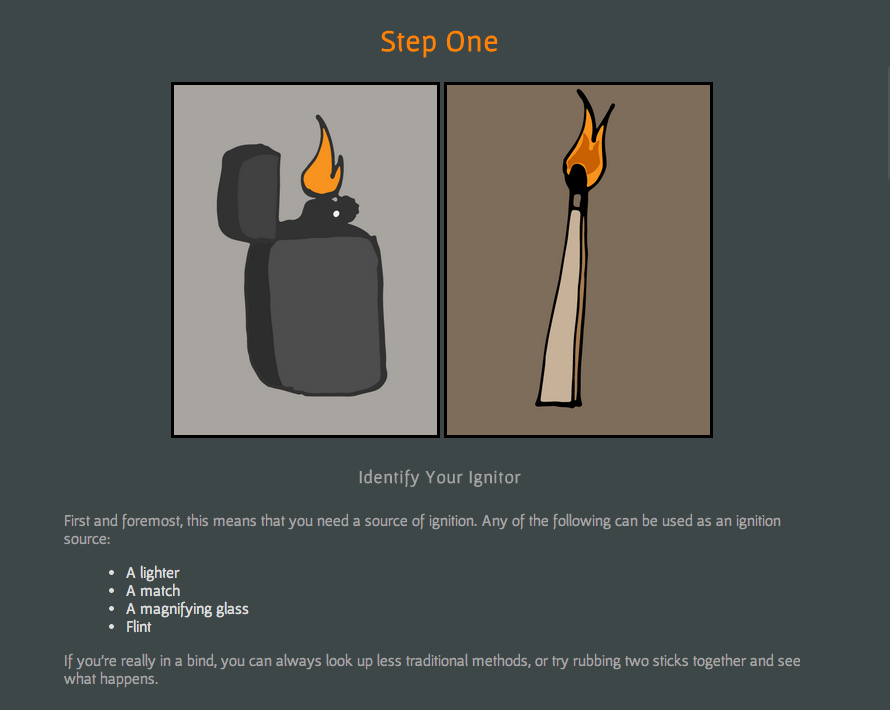 Step One
Identify Your Ignitor
First and foremost, this means that you need a source of ignition. Any of the following can be used as an ignition
source:
• A lighter
• A match
• A magnifying glass
• Flint
If you're really in a bind, you can always look up less traditional methods, or try rubbing two sticks together and see
what happens.